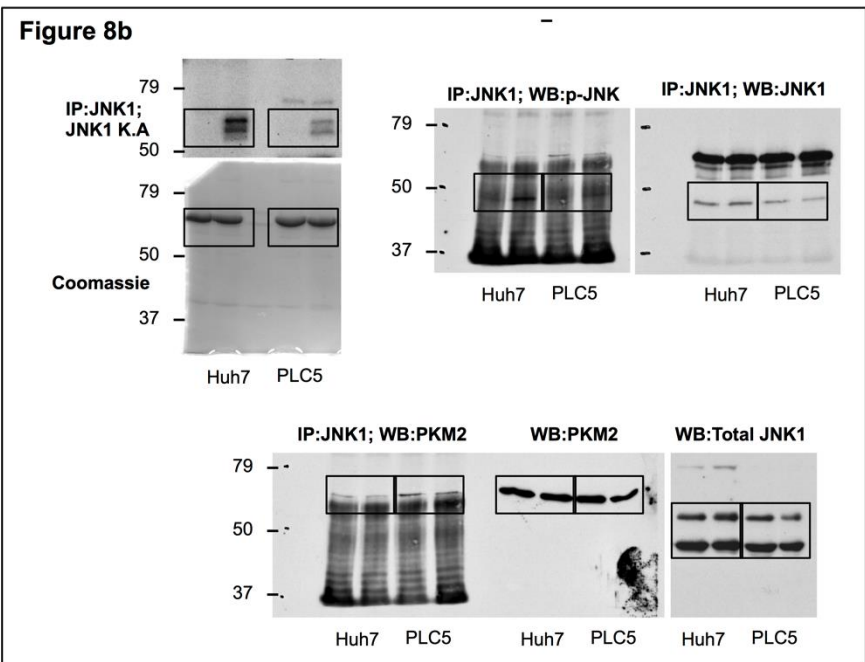 Figure 8b
IP:JNK1;
JNK1 K.A
79
50
79
50
Coomassie
37
Huh7 PLC5
IP:JNK1; WB:p-JNK
79
50
37
Huh7 PLC5
IP:JNK1; WB:JNK1
Huh7 PLC5
IP:JNK1; WB:PKM2
79
50
37
Huh7 PLC5
WB:PKM2
Huh7 PLC5
WB:Total JNK1
Huh7 PLC5